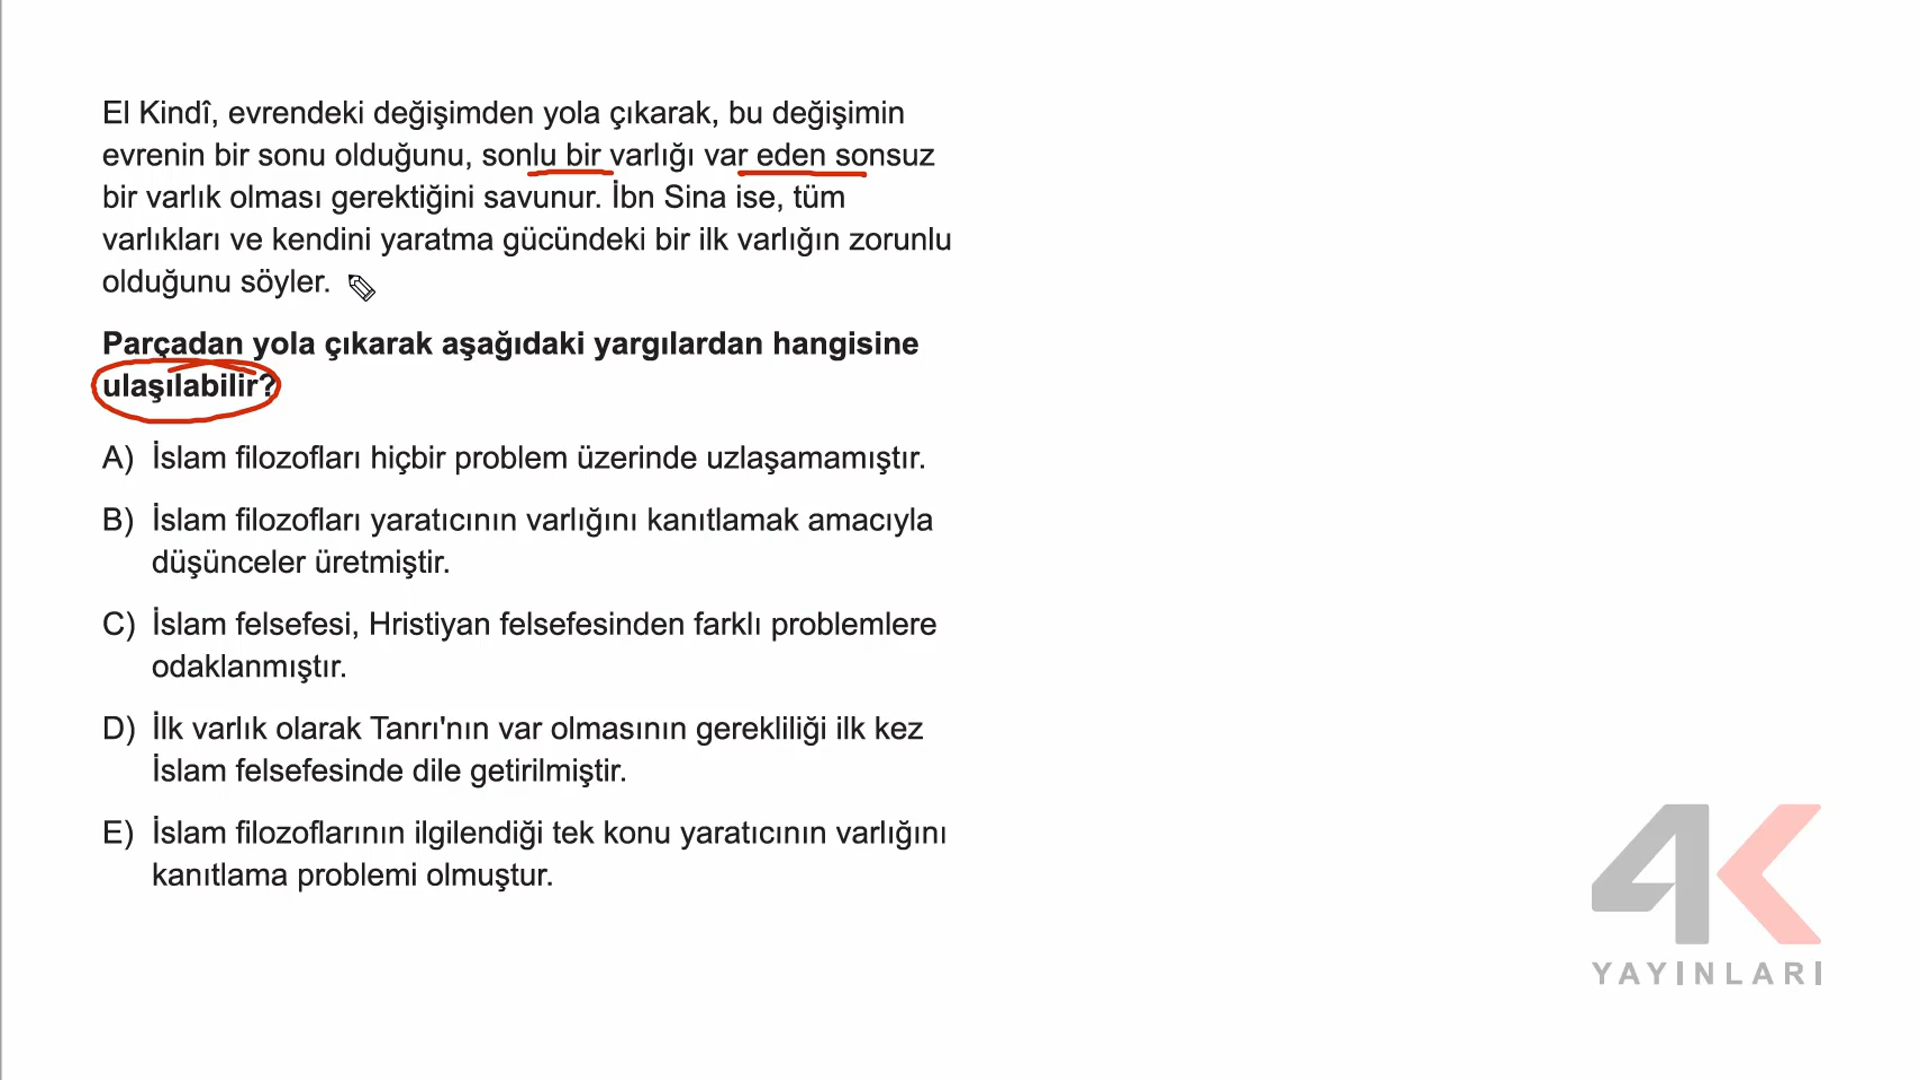 El Kindî, evrendeki değişimden yola çıkarak, bu değişimin
evrenin bir sonu olduğunu, sonlu bir varlığı var eden sonsuz
bir varlık olması gerektiğini savunur. İbn Sina ise, tüm
varlıkları ve kendini yaratma gücündeki bir ilk varlığın zorunlu
olduğunu söyler.
Parçadan yola çıkarak aşağıdaki yargılardan hangisine
ulaşılabilir?
A) İslam filozofları hiçbir problem üzerinde uzlaşamamıştır.
B) İslam filozofları yaratıcının varlığını kanıtlamak amacıyla
düşünceler üretmiştir.
C) İslam felsefesi, Hristiyan felsefesinden farklı problemlere
odaklanmıştır.
D) İlk varlık olarak Tanrı'nın var olmasının gerekliliği ilk kez
İslam felsefesinde dile getirilmiştir.
E) İslam filozoflarının ilgilendiği tek konu yaratıcının varlığını
kanıtlama problemi olmuştur.
4K
YAYINLARI